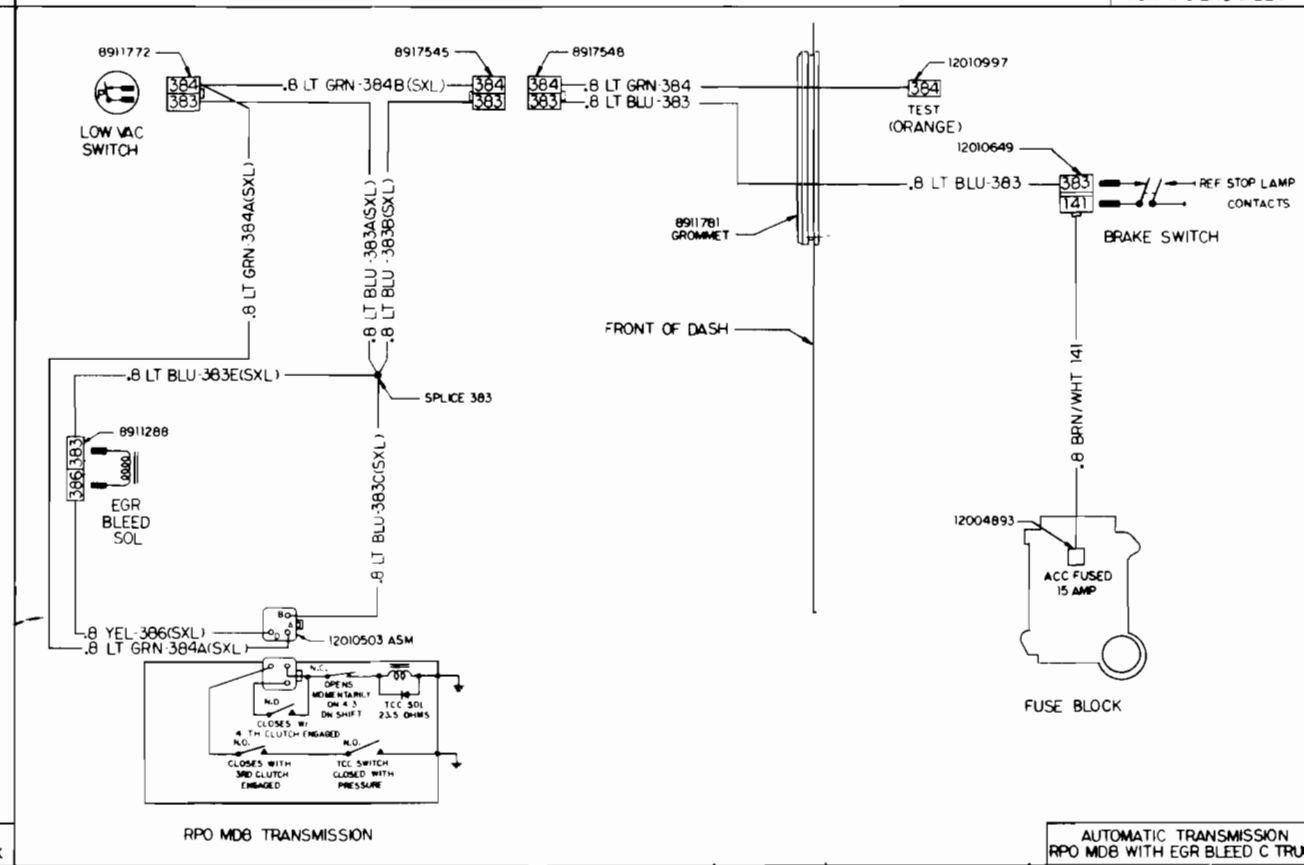 8911772
8917545
8917548
12010997
384
383
.8 LT GRN-384B(SXL)
384
383
384
383
.8 LT GRN-384
.8 LT BLU-383
384
TEST
(ORANGE)
LOW VAC
SWITCH
12010649
.8 LT BLU-383
383
141
REF STOP LAMP
CONTACTS
BRAKE SWITCH
8911781
GROMMET
.8 LT GRN-384A(SXL)
.8 LT BLU-383A(SXL)
.8 LT BLU-383B(SXL)
FRONT OF DASH
.8 LT BLU-383E(SXL)
SPLICE 383
.8 BRN/WHT 141
8911288
383
386
EGR
BLEED
SOL
.8 LT BLU-383C(SXL)
12004893
ACC FUSED
15 AMP
FUSE BLOCK
B
A
D
.8 YEL-386(SXL)
.8 LT GRN-384A(SXL)
12010503 ASM
N.C.
OPENS
MOMENTARILY
ON 4 3
DN SHIFT
TCC SOL
23.5 OHMS
N.O
CLOSES W/
4 TH CLUTCH ENGAGED
N.O.
N.O.
CLOSES WITH
3RD CLUTCH
ENGAGED
TCC SWITCH
CLOSED WITH
PRESSURE
RPO MD8 TRANSMISSION
AUTOMATIC TRANSMISSION
RPO MD8 WITH EGR BLEED C TRU